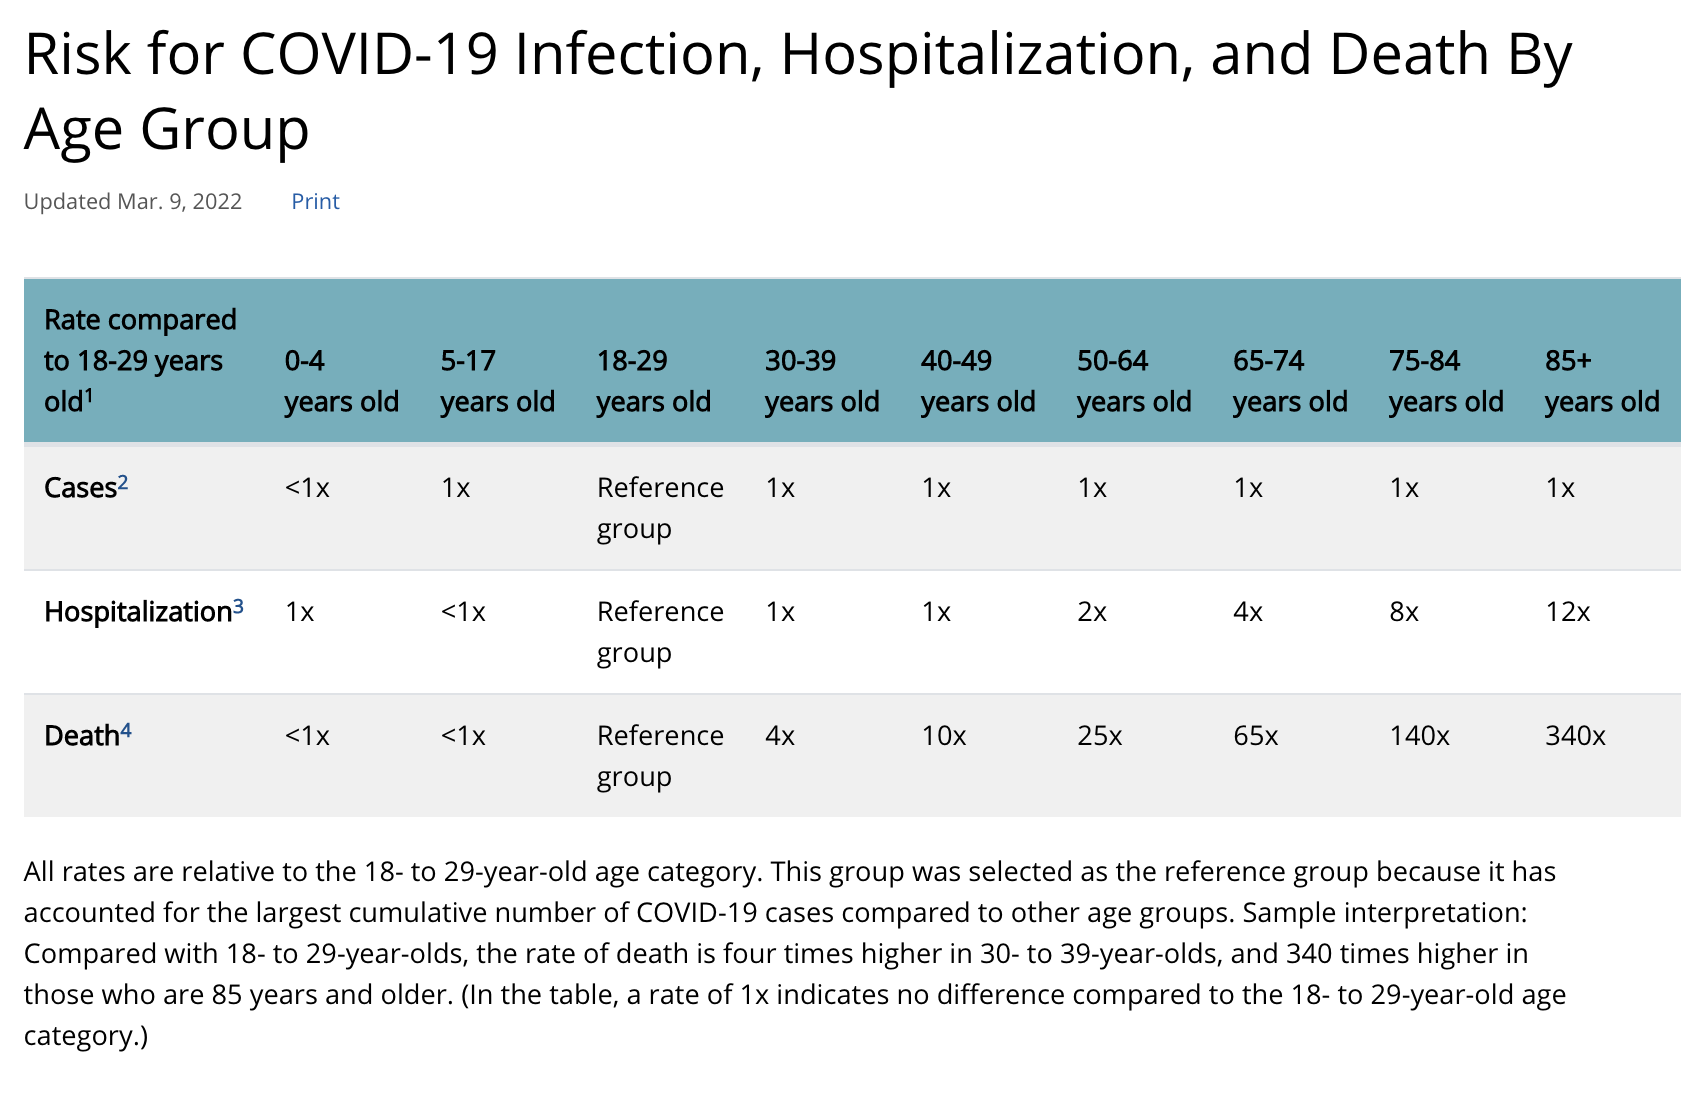 Risk for COVID-19 Infection, Hospitalization, and Death By
Age Group
Updated Mar. 9, 2022 Print
Rate compared to 18-29 years old¹ 0-4 years old 5-17 years old 18-29 years old 30-39 years old 40-49 years old 50-64 years old 65-74 years old 75-84 years old 85+ years old
Cases² <1x 1x Reference group 1x 1x 1x 1x 1x 1x
Hospitalization³ 1x <1x Reference group 1x 1x 2x 4x 8x 12x
Death⁴ <1x <1x Reference group 4x 10x 25x 65x 140x 340x
All rates are relative to the 18- to 29-year-old age category. This group was selected as the reference group because it has
accounted for the largest cumulative number of COVID-19 cases compared to other age groups. Sample interpretation:
Compared with 18- to 29-year-olds, the rate of death is four times higher in 30- to 39-year-olds, and 340 times higher in
those who are 85 years and older. (In the table, a rate of 1x indicates no difference compared to the 18- to 29-year-old age
category.)